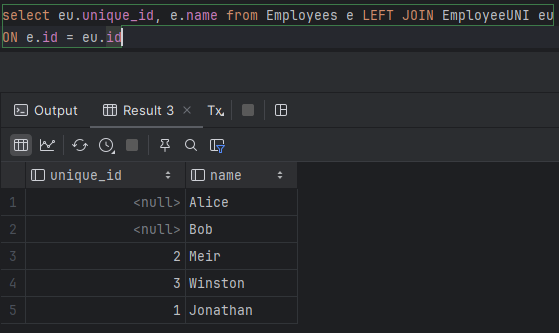 select eu.unique_id, e.name from Employees e LEFT JOIN EmployeeUNI eu
ON e.id = eu.id
Output Result 3 × Tx
unique_id name
1 <null> Alice
2 <null> Bob
3 2 Meir
4 3 Winston
5 1 Jonathan